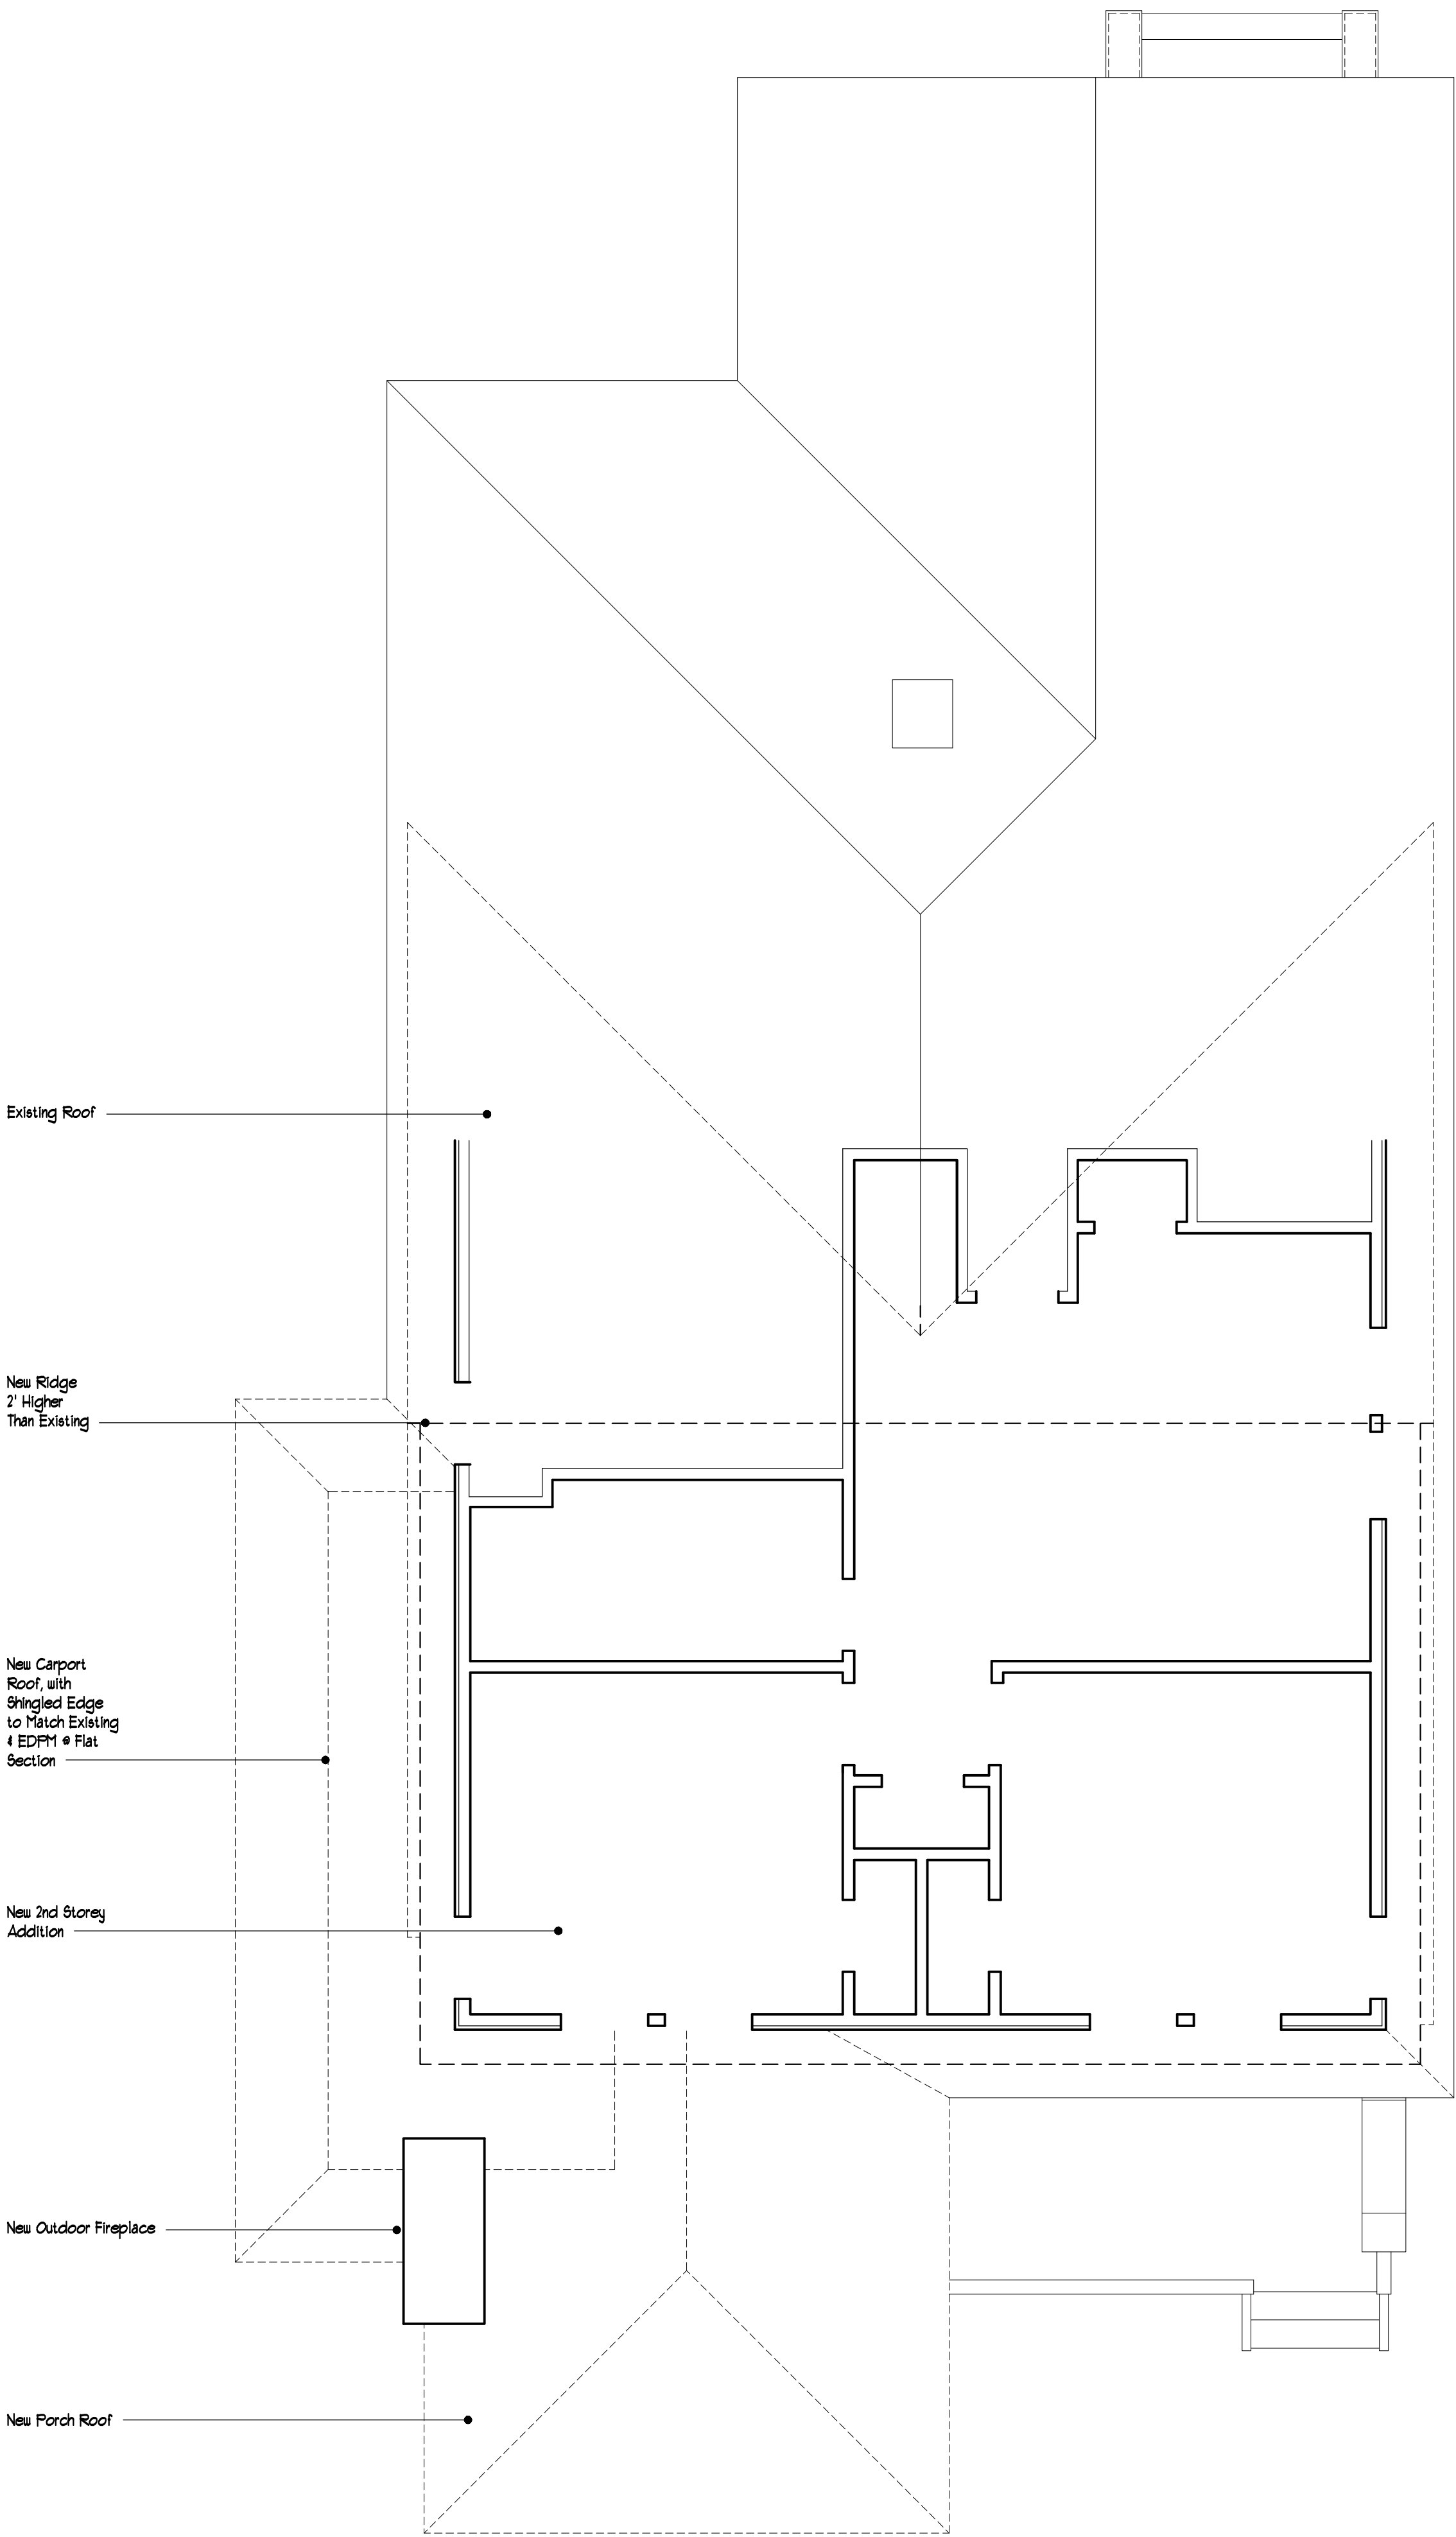 Existing Roof
New Ridge
2' Higher
Than Existing
New Carport
Roof, with
Shingled Edge
to Match Existing
& EDPM @ Flat
Section
New 2nd Storey
Addition
New Outdoor Fireplace
New Porch Roof